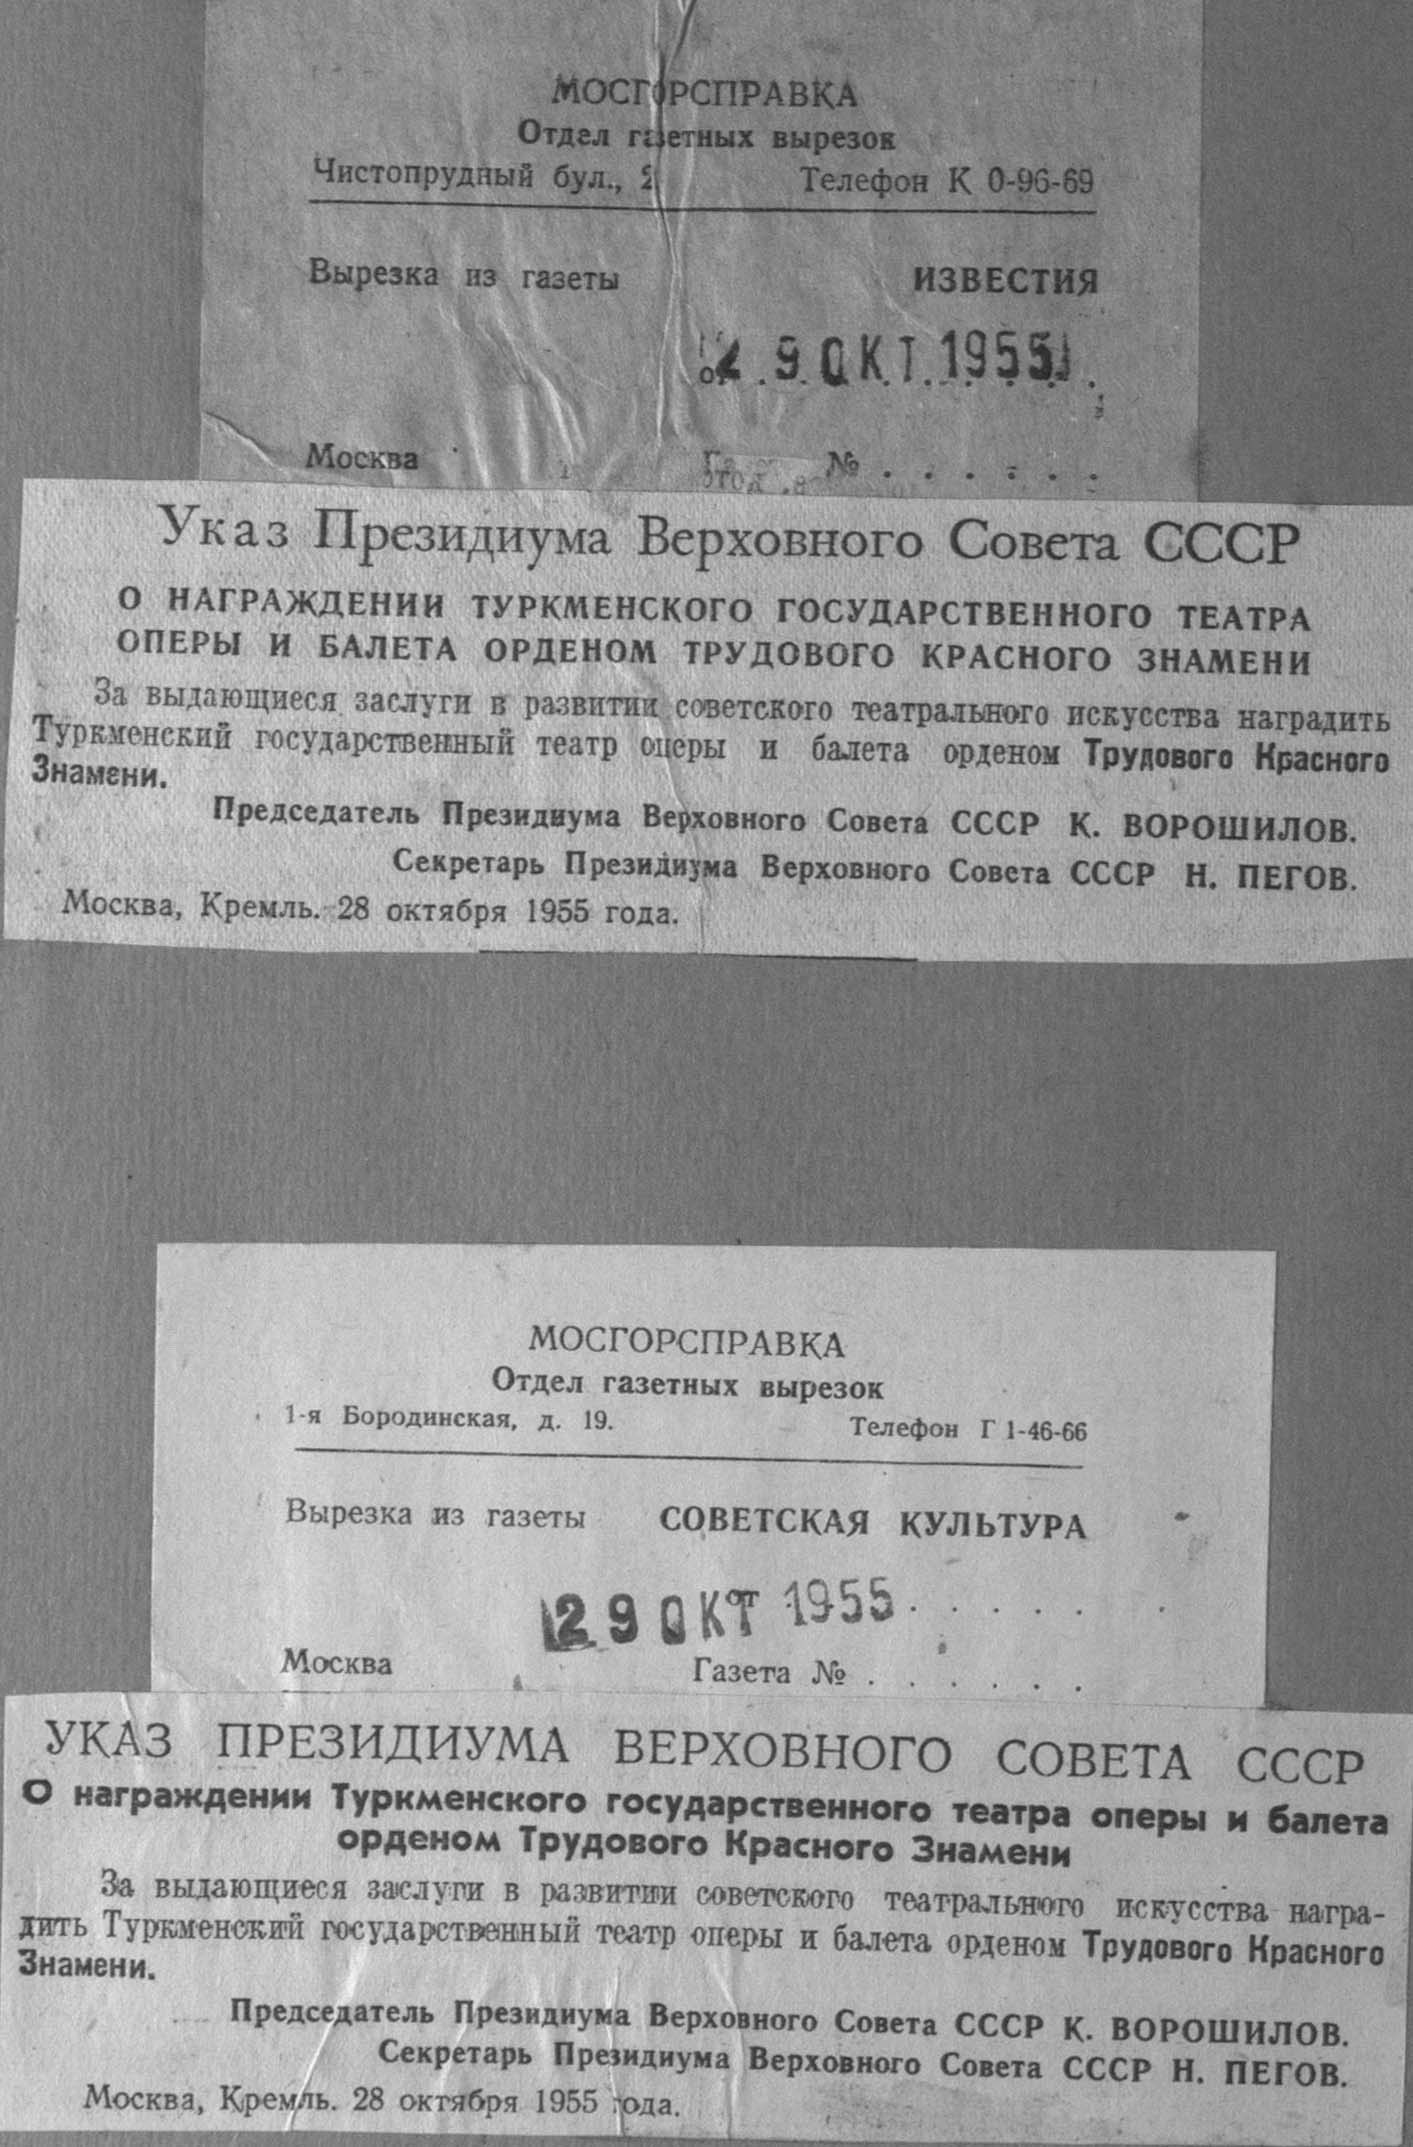 МОСГОРСПРАВКА
Отдел газетных вырезок
Чистопрудный бул., 2 Телефон К 0-96-69
Вырезка из газеты ИЗВЕСТИЯ
29 ОКТ 1955
Москва №
Указ Президиума Верховного Совета СССР
О НАГРАЖДЕНИИ ТУРКМЕНСКОГО ГОСУДАРСТВЕННОГО ТЕАТРА
ОПЕРЫ И БАЛЕТА ОРДЕНОМ ТРУДОВОГО КРАСНОГО ЗНАМЕНИ
За выдающиеся заслуги в развитии советского театрального искусства наградить
Туркменский государственный театр оперы и балета орденом Трудового Красного
Знамени.
Председатель Президиума Верховного Совета СССР К. ВОРОШИЛОВ.
Секретарь Президиума Верховного Совета СССР Н. ПЕГОВ.
Москва, Кремль. 28 октября 1955 года.
МОСГОРСПРАВКА
Отдел газетных вырезок
1-я Бородинская, д. 19. Телефон Г 1-46-66
Вырезка из газеты СОВЕТСКАЯ КУЛЬТУРА
от 29 ОКТ 1955 . . . . . .
Москва Газета № . . . . . .
УКАЗ ПРЕЗИДИУМА ВЕРХОВНОГО СОВЕТА СССР
О награждении Туркменского государственного театра оперы и балета
орденом Трудового Красного Знамени
За выдающиеся заслуги в развитии советского театрального искусства награ-
дить Туркменский государственный театр оперы и балета орденом Трудового Красного
Знамени.
Председатель Президиума Верховного Совета СССР К. ВОРОШИЛОВ.
Секретарь Президиума Верховного Совета СССР Н. ПЕГОВ.
Москва, Кремль. 28 октября 1955 года.